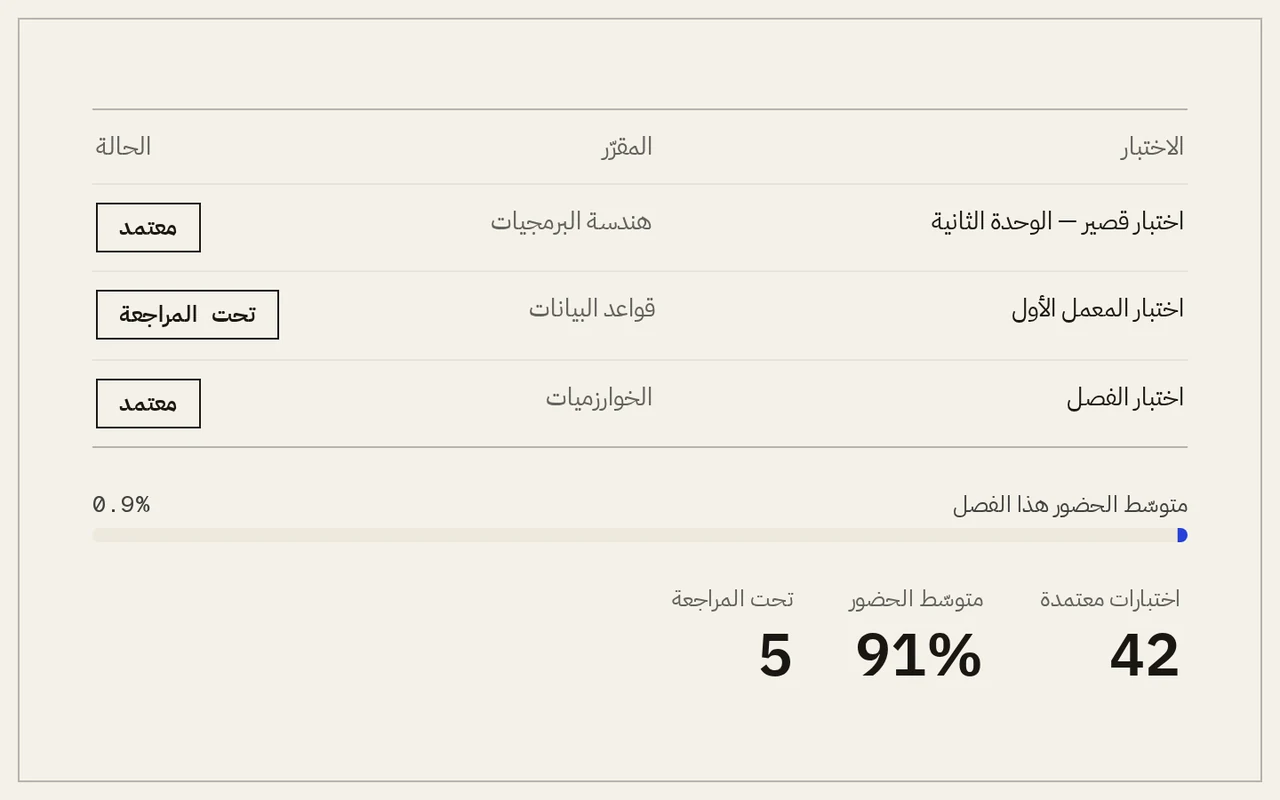 الاختبار المقرّر الحالة
اختبار قصير — الوحدة الثانية هندسة البرمجيات معتمد
اختبار المعمل الأول قواعد البيانات تحت المراجعة
اختبار الفصل الخوارزميات معتمد
متوسّط الحضور هذا الفصل 0.9%
اختبارات معتمدة متوسّط الحضور تحت المراجعة
42 91% 5